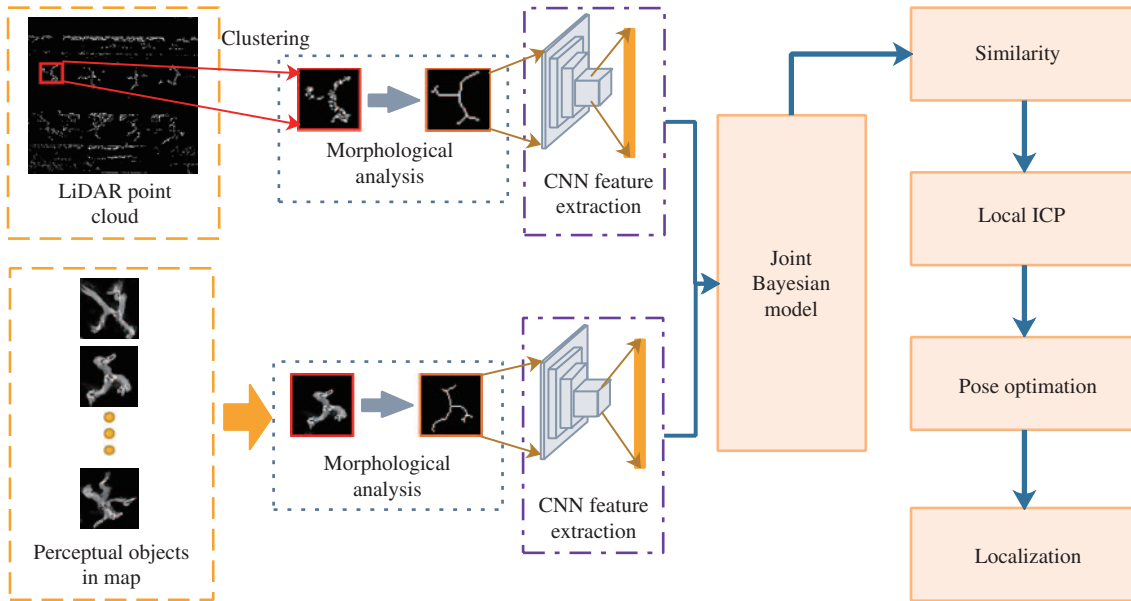 Clustering
LiDAR point
cloud
Morphological
analysis
CNN feature
extraction
Perceptual objects
in map
Morphological
analysis
CNN feature
extraction
Joint
Bayesian
model
Similarity
Local ICP
Pose optimation
Localization